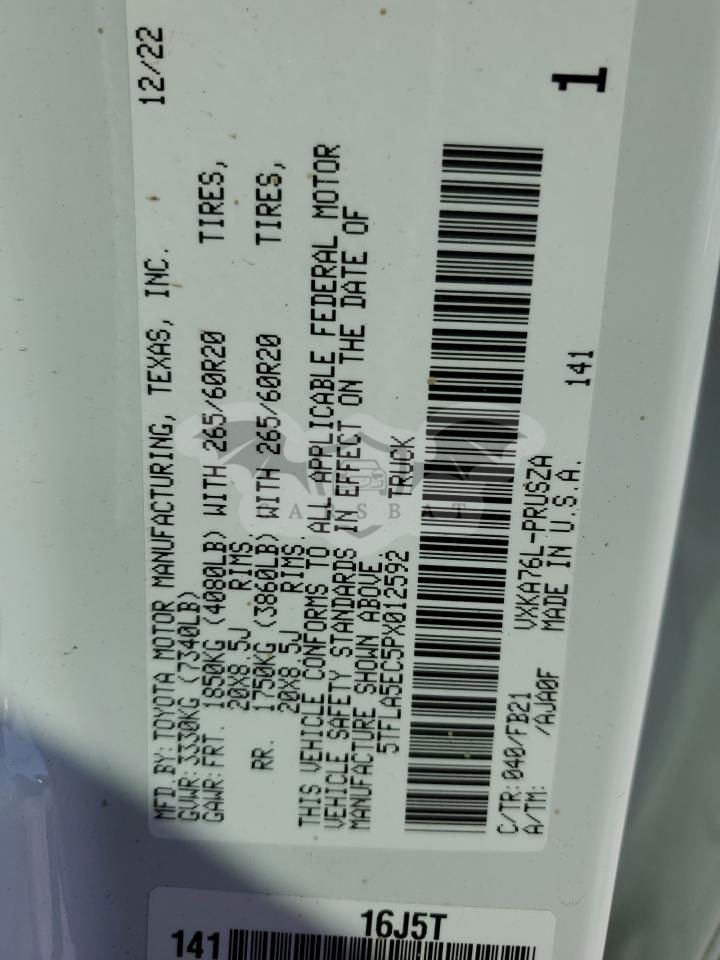 MFD BY: TOYOTA MOTOR MANUFACTURING, TEXAS, INC. 12/22
GVWR: 3330KG (7340LB)
GAWR: FRT. 1850KG (4080LB) WITH 265/60R20 TIRES,
20X8.5J RIMS.
RR. 1750KG (3860LB) WITH 265/60R20 TIRES,
20X8.5J RIMS.
THIS VEHICLE CONFORMS TO ALL APPLICABLE FEDERAL MOTOR
VEHICLE SAFETY STANDARDS IN EFFECT ON THE DATE OF
MANUFACTURE SHOWN ABOVE.
5TFLA5EC5PX012592 TRUCK
C/TR: 040/FB21 VXKA76L-PRUSZA
A/TM: /AJA0F MADE IN U.S.A. 141
1
CARSBAT
16J5T
141